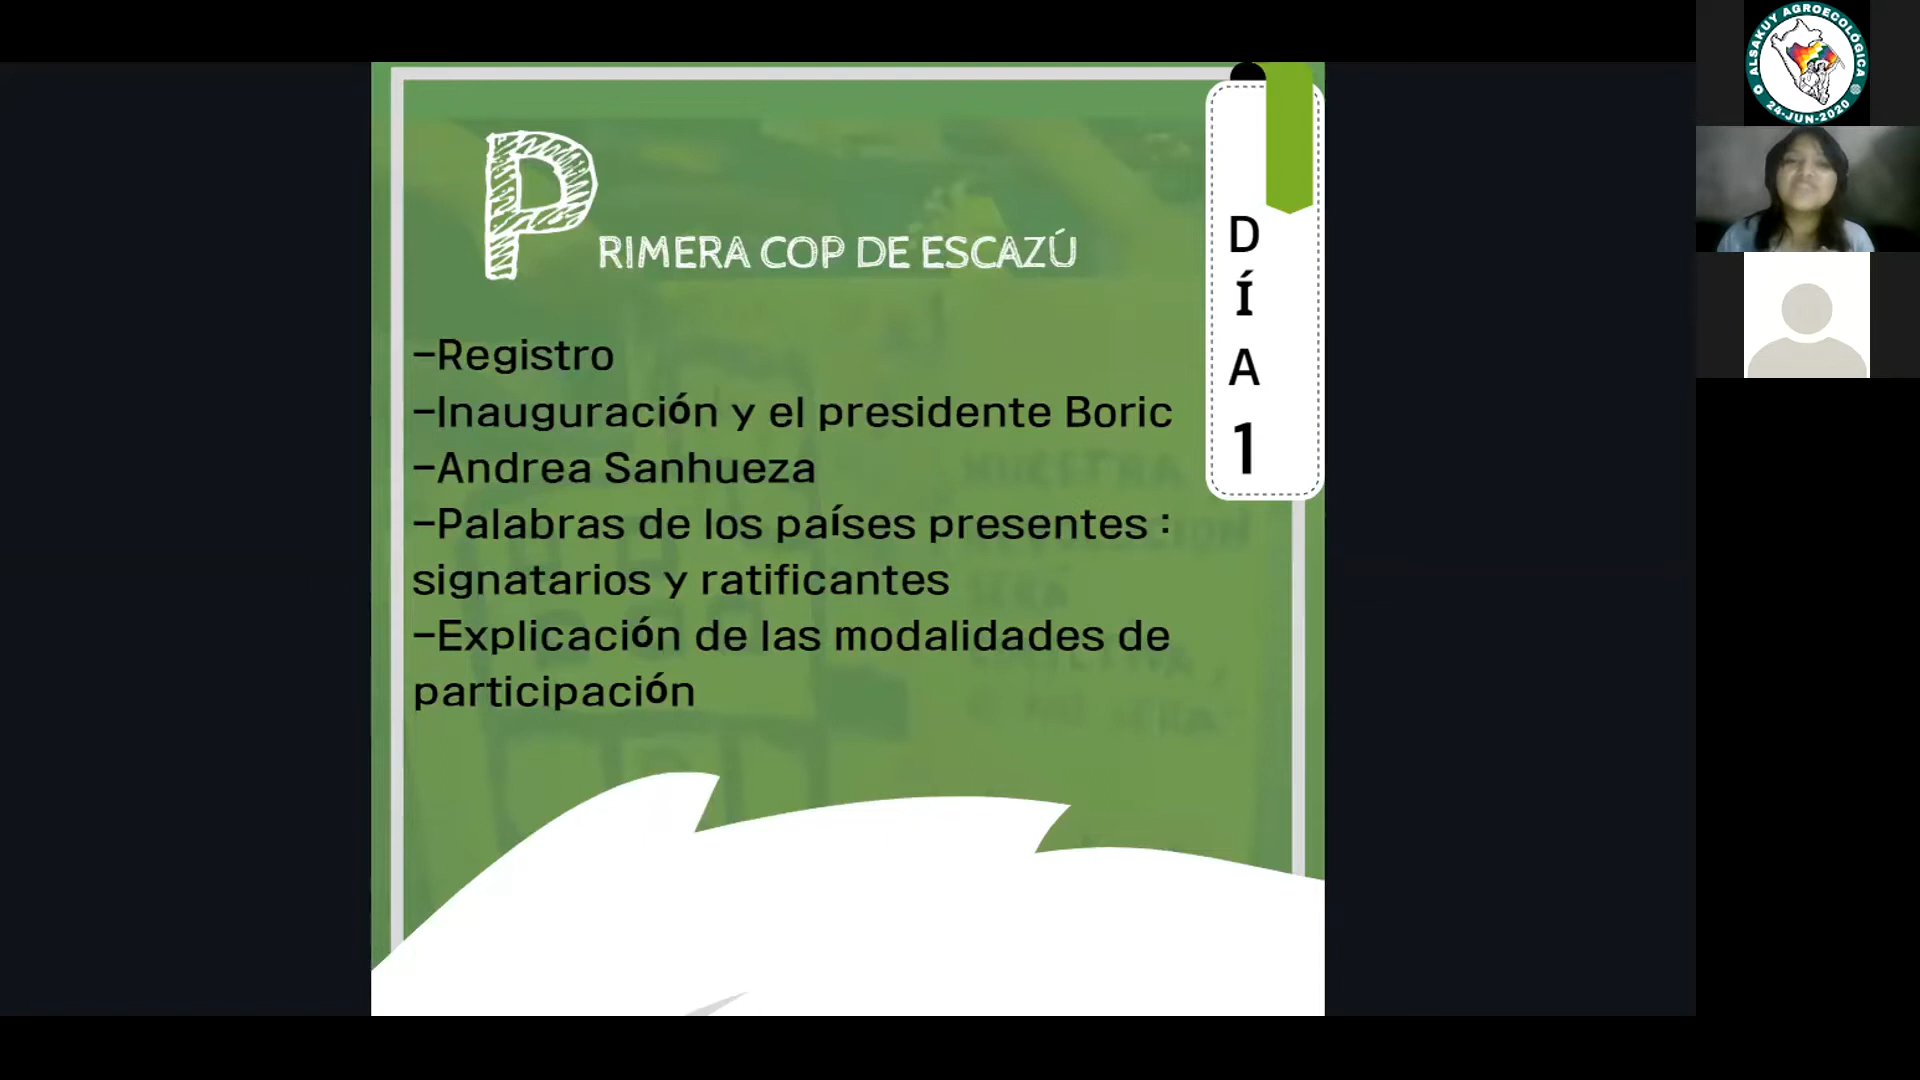 PRIMERA COP DE ESCAZÚ
DÍA 1
-Registro
-Inauguración y el presidente Boric
-Andrea Sanhueza
-Palabras de los países presentes :
signatarios y ratificantes
-Explicación de las modalidades de
participación
ALSAKUY AGROECOLÓGICA
24-JUN-2020